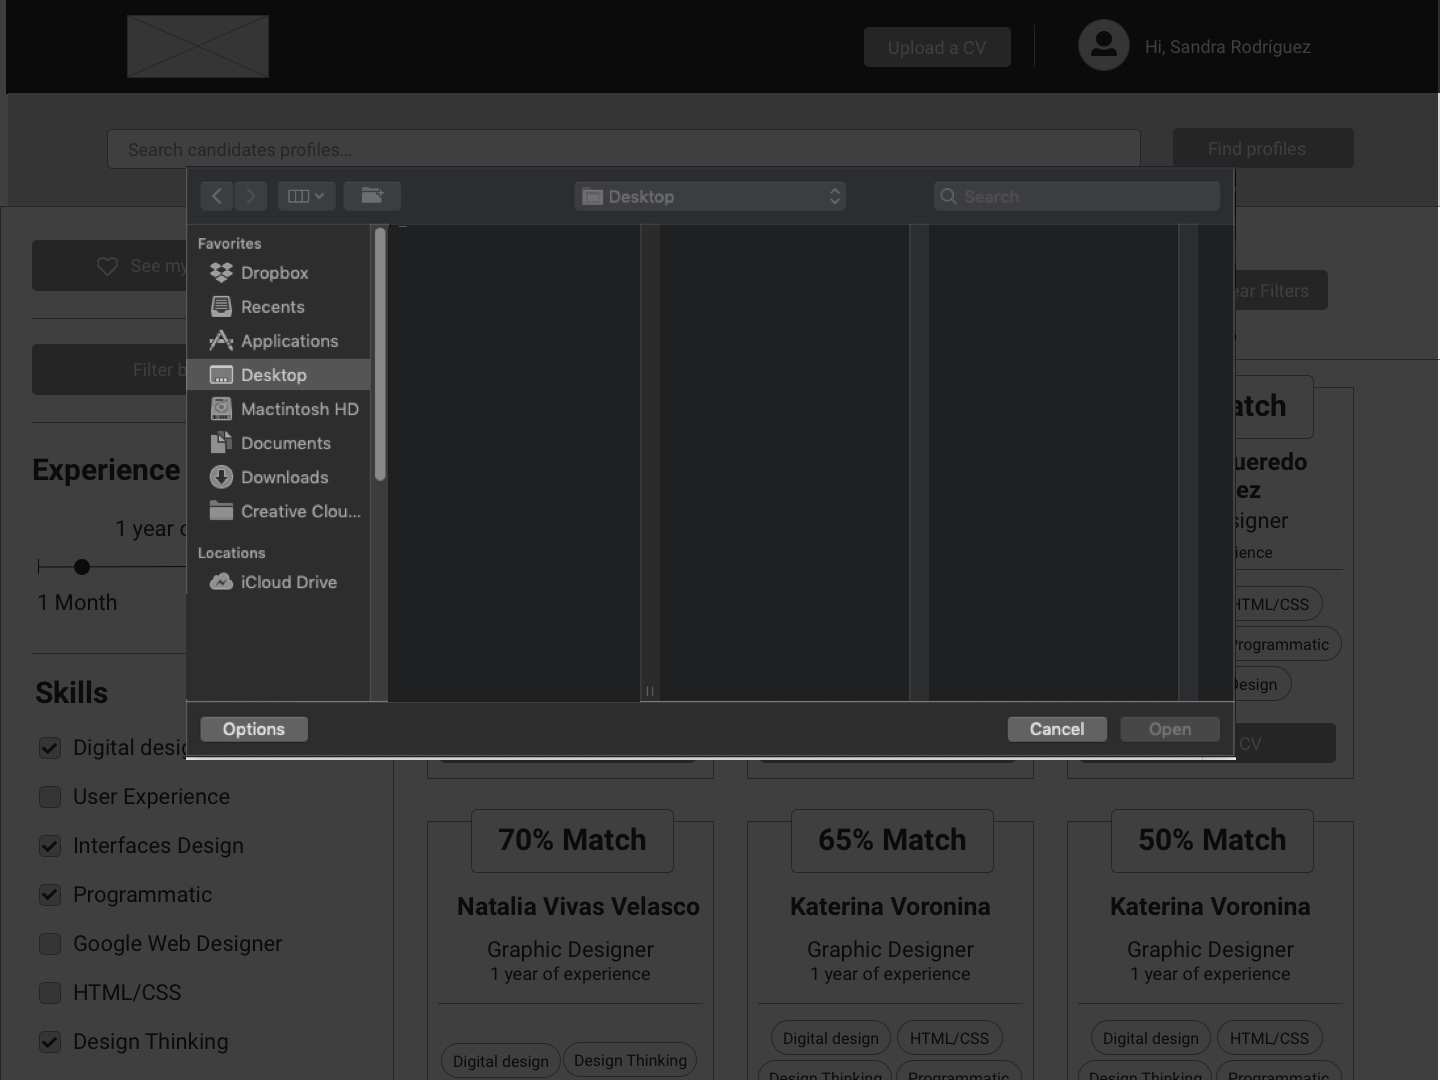 Upload a CV
Hi, Sandra Rodríguez
Search candidates profiles...
Find profiles
Desktop
Search
Favorites
Dropbox
Recents
Applications
Desktop
Mactintosh HD
Documents
Downloads
Creative Clou...
Locations
iCloud Drive
Options
Cancel
Open
See my
Filter b
Experience
1 year
1 Month
Skills
Digital desig
User Experience
Interfaces Design
Programmatic
Google Web Designer
HTML/CSS
Design Thinking
ear Filters
atch
ueredo
ez
signer
ience
HTML/CSS
Programmatic
Design
CV
70% Match
Natalia Vivas Velasco
Graphic Designer
1 year of experience
Digital design
Design Thinking
65% Match
Katerina Voronina
Graphic Designer
1 year of experience
Digital design
HTML/CSS
Design Thinking
Programmatic
50% Match
Katerina Voronina
Graphic Designer
1 year of experience
Digital design
HTML/CSS
Design Thinking
Programmatic